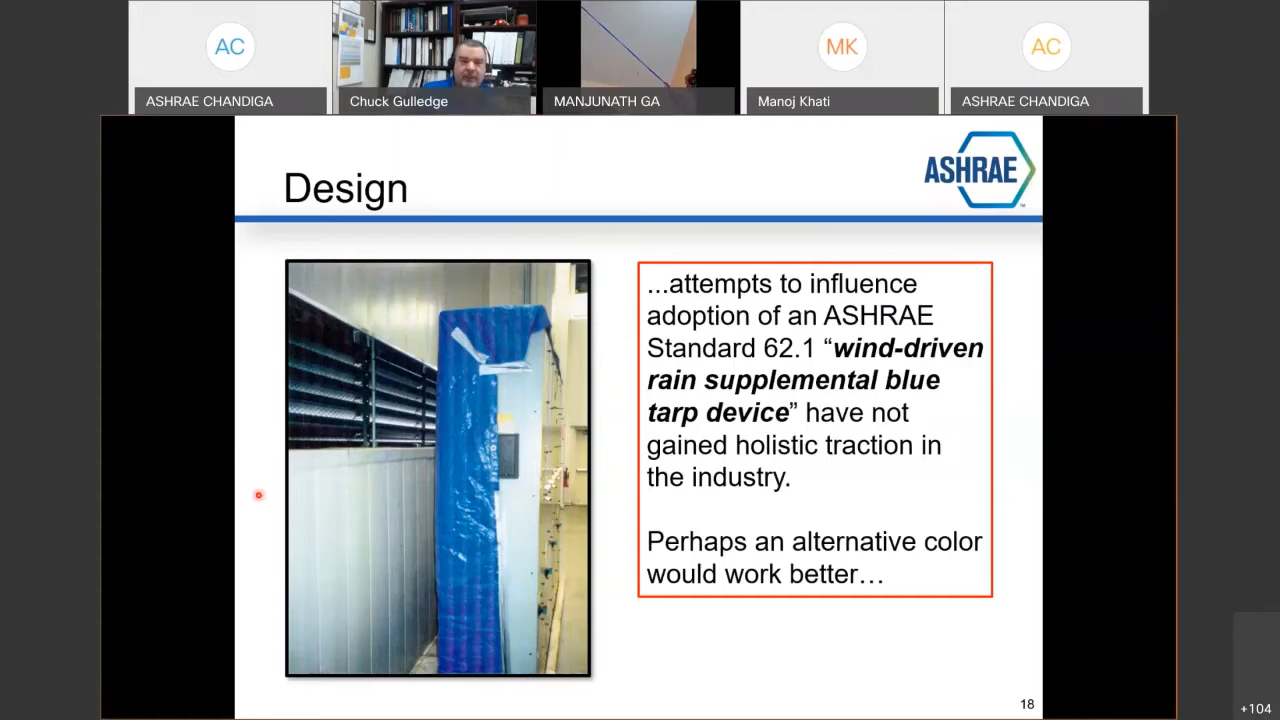 AC
MK
AC
ASHRAE CHANDIGA
Chuck Gulledge
MANJUNATH GA
Manoj Khati
ASHRAE CHANDIGA
Design
ASHRAE
...attempts to influence
adoption of an ASHRAE
Standard 62.1 “wind-driven
rain supplemental blue
tarp device” have not
gained holistic traction in
the industry.
Perhaps an alternative color
would work better…
18
+104